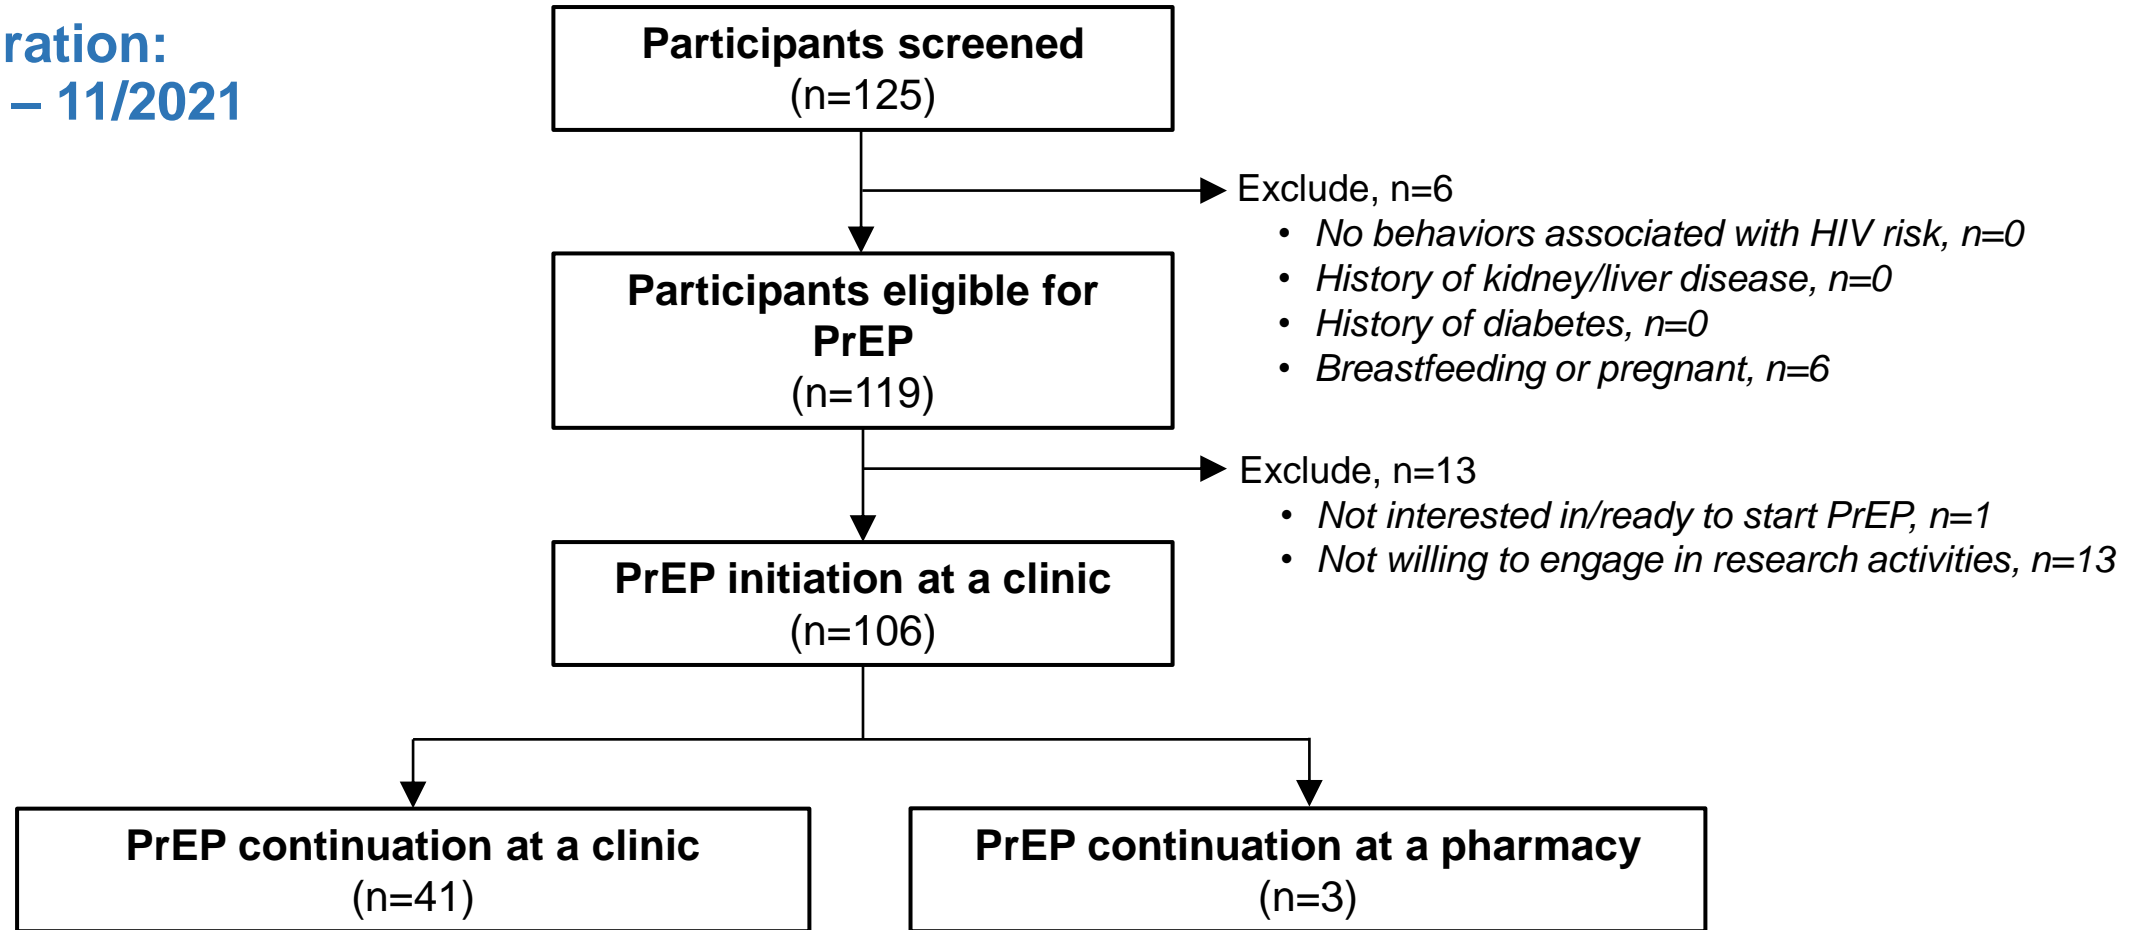 ration:
– 11/2021
Participants screened
(n=125)
Exclude, n=6
• No behaviors associated with HIV risk, n=0
• History of kidney/liver disease, n=0
• History of diabetes, n=0
• Breastfeeding or pregnant, n=6
Participants eligible for
PrEP
(n=119)
Exclude, n=13
• Not interested in/ready to start PrEP, n=1
• Not willing to engage in research activities, n=13
PrEP initiation at a clinic
(n=106)
PrEP continuation at a clinic
(n=41)
PrEP continuation at a pharmacy
(n=3)